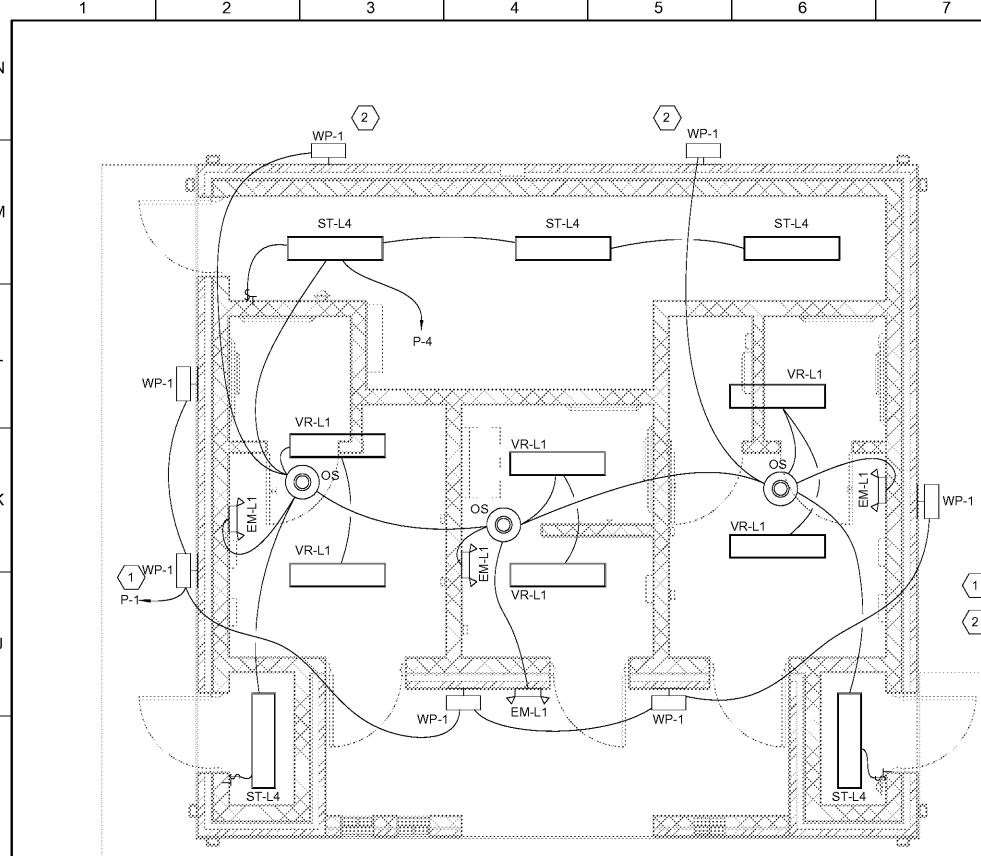 1 2 3 4 5 6 7
N
2 2
WP-1 WP-1
M
ST-L4 ST-L4 ST-L4
S
T
P-4
WP-1
VR-L1
VR-L1
VR-L1
OS
OS
K
EM-L1
EM-L1
WP-1
OS
VR-L1
VR-L1
EM-L1
WP-1
1
1
P-1
VR-L1
2
J
WP-1
EM-L1
WP-1
ST-L4
ST-L4